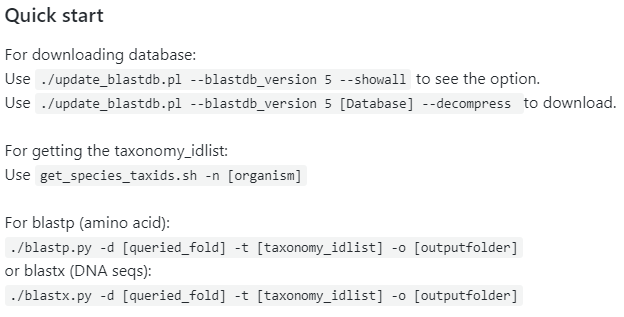 Quick start
For downloading database:
Use ./update_blastdb.pl --blastdb_version 5 --showall to see the option.
Use ./update_blastdb.pl --blastdb_version 5 [Database] --decompress to download.
For getting the taxonomy_idlist:
Use get_species_taxids.sh -n [organism]
For blastp (amino acid):
./blastp.py -d [queried_fold] -t [taxonomy_idlist] -o [outputfolder]
or blastx (DNA seqs):
./blastx.py -d [queried_fold] -t [taxonomy_idlist] -o [outputfolder]